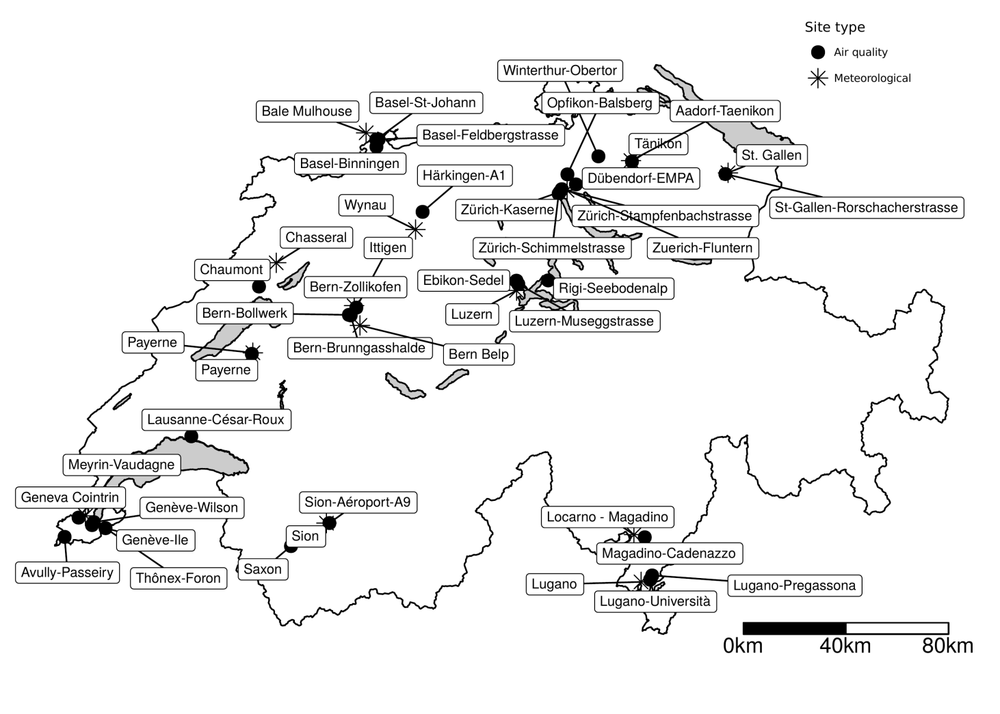 Site type
Air quality
Meteorological
Winterthur-Obertor
Bale Mulhouse
Basel-St-Johann
Opfikon-Balsberg
Aadorf-Taenikon
Basel-Feldbergstrasse
Tänikon
St. Gallen
Basel-Binningen
Härkingen-A1
Dübendorf-EMPA
Wynau
Zürich-Kaserne
Zürich-Stampfenbachstrasse
St-Gallen-Rorschacherstrasse
Chasseral
Ittigen
Zürich-Schimmelstrasse
Zuerich-Fluntern
Chaumont
Bern-Zollikofen
Ebikon-Sedel
Rigi-Seebodenalp
Bern-Bollwerk
Luzern
Luzern-Museggstrasse
Payerne
Bern-Brunngasshalde
Bern Belp
Payerne
Lausanne-César-Roux
Meyrin-Vaudagne
Geneva Cointrin
Genève-Wilson
Sion-Aéroport-A9
Locarno - Magadino
Genève-Ile
Sion
Magadino-Cadenazzo
Avully-Passeiry
Thônex-Foron
Saxon
Lugano
Lugano-Pregassona
Lugano-Università
0km 40km 80km